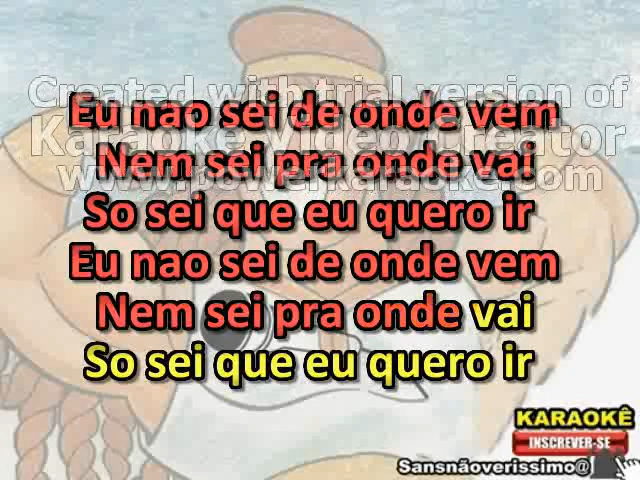 Created with trial version of
Karaoke Video Creator
www.powerkaraoke.com
Eu nao sei de onde vem
Nem sei pra onde vai
So sei que eu quero ir
Eu nao sei de onde vem
Nem sei pra onde vai
So sei que eu quero ir
KARAOKÊ
INSCREVER-SE
Sansnãoverissimo@